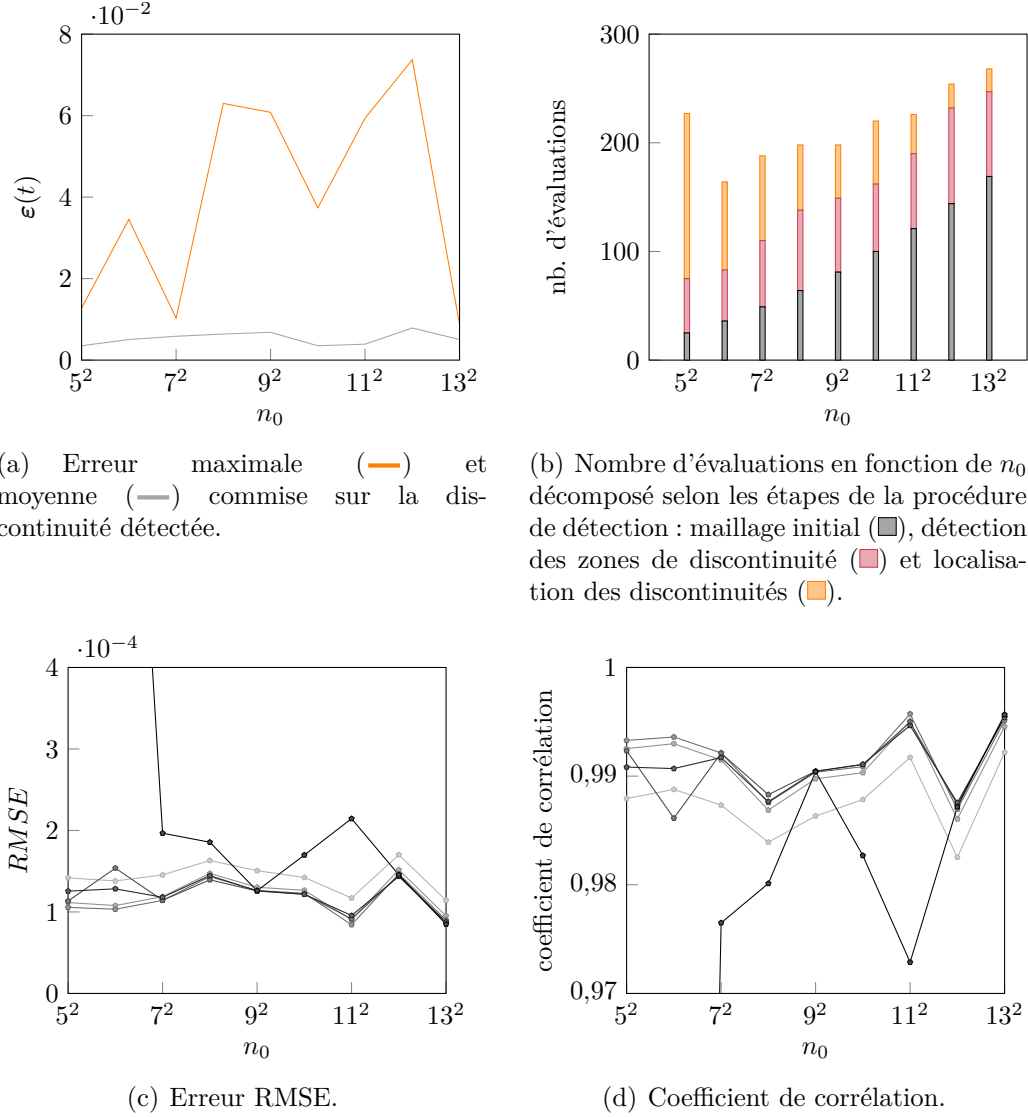 ·10⁻²
8
6
4
2
0
ε(t)
5² 7² 9² 11² 13²
n₀
300
200
100
0
nb. d'évaluations
5² 7² 9² 11² 13²
n₀
(a) Erreur maximale ( ) et
moyenne ( ) commise sur la dis-
continuité détectée.
(b) Nombre d'évaluations en fonction de n₀
décomposé selon les étapes de la procédure
de détection : maillage initial ( ), détection
des zones de discontinuité ( ) et localisa-
tion des discontinuités ( ).
·10⁻⁴
4
3
2
1
0
RMSE
5² 7² 9² 11² 13²
n₀
1
0,99
0,98
0,97
coefficient de corrélation
5² 7² 9² 11² 13²
n₀
(c) Erreur RMSE.
(d) Coefficient de corrélation.